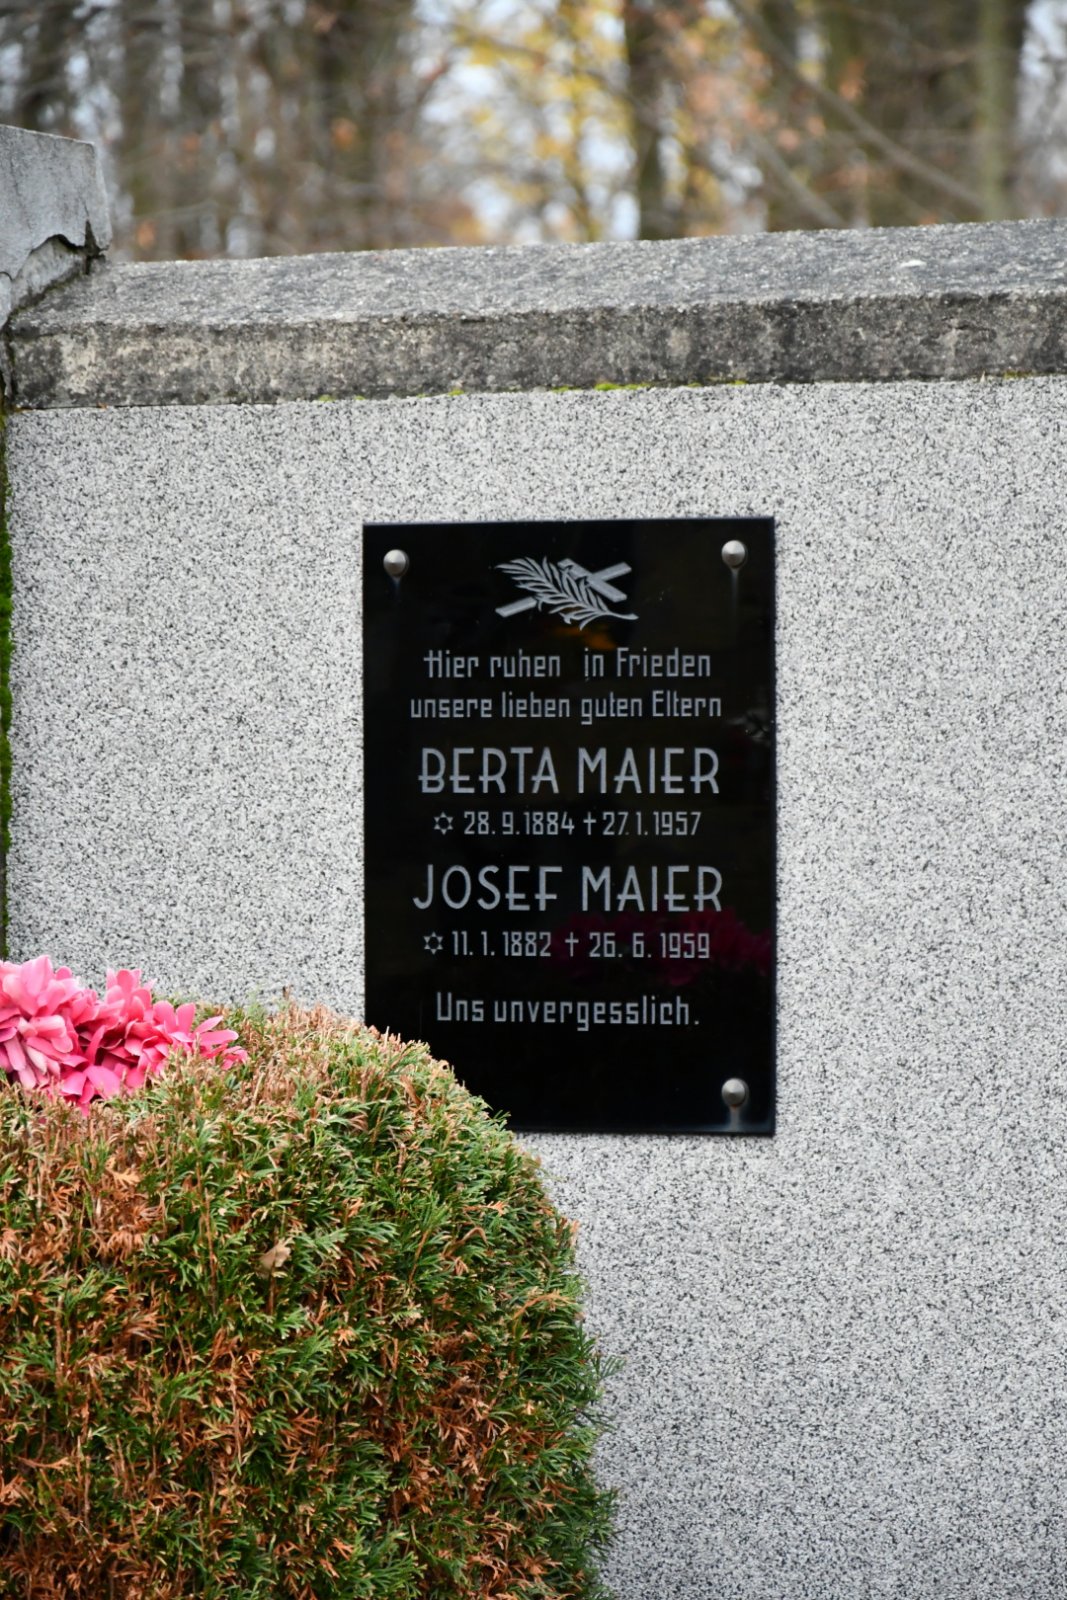 Hier ruhen in Frieden
unsere lieben guten Eltern
BERTA MAIER
✡ 28.9.1884 † 27.1.1957
JOSEF MAIER
✡ 11.1.1882 † 26.6.1959
Uns unvergesslich.